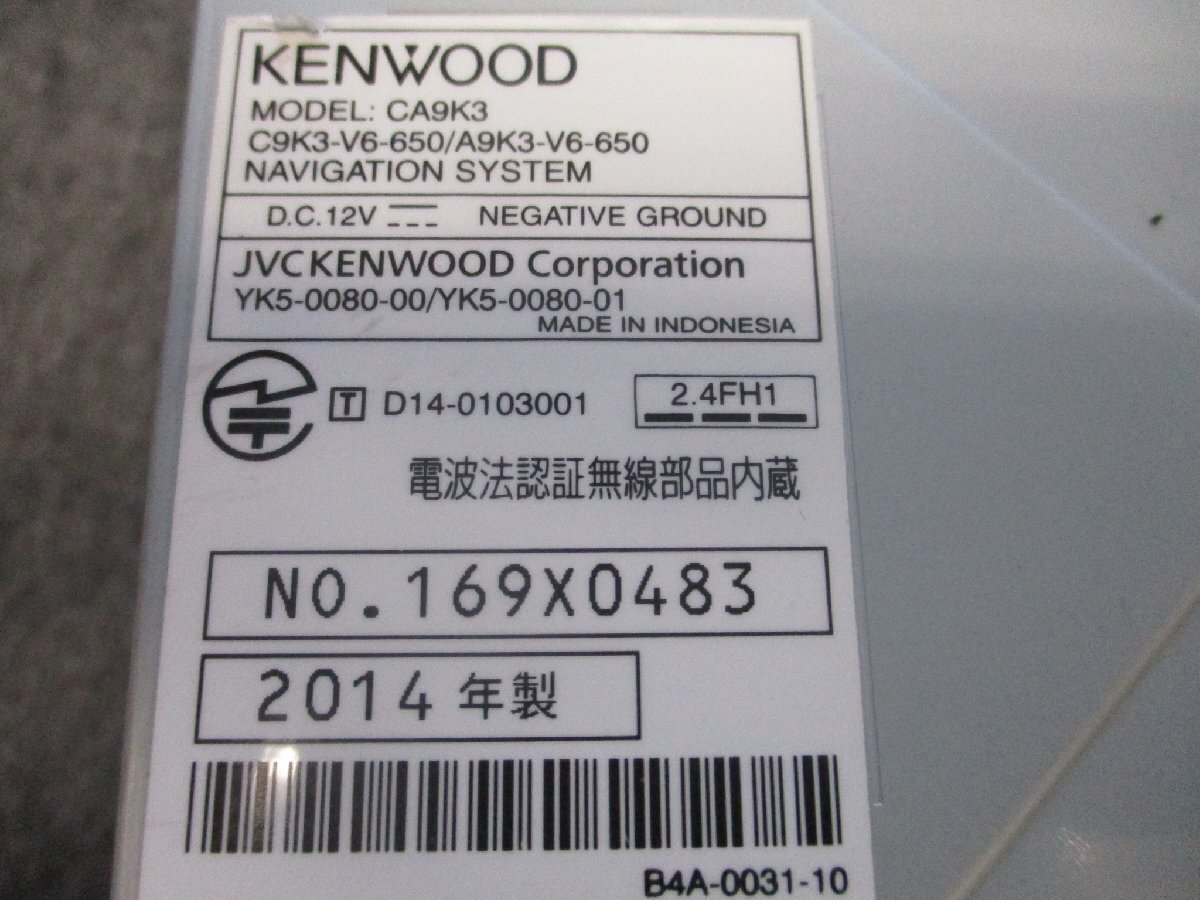 KENWOOD
MODEL: CA9K3
C9K3-V6-650/A9K3-V6-650
NAVIGATION SYSTEM
D.C.12V NEGATIVE GROUND
JVCKENWOOD Corporation
YK5-0080-00/YK5-0080-01
MADE IN INDONESIA
T D14-0103001 2.4FH1
電波法認証無線部品内蔵
NO.169X0483
2014 年製
B4A-0031-10